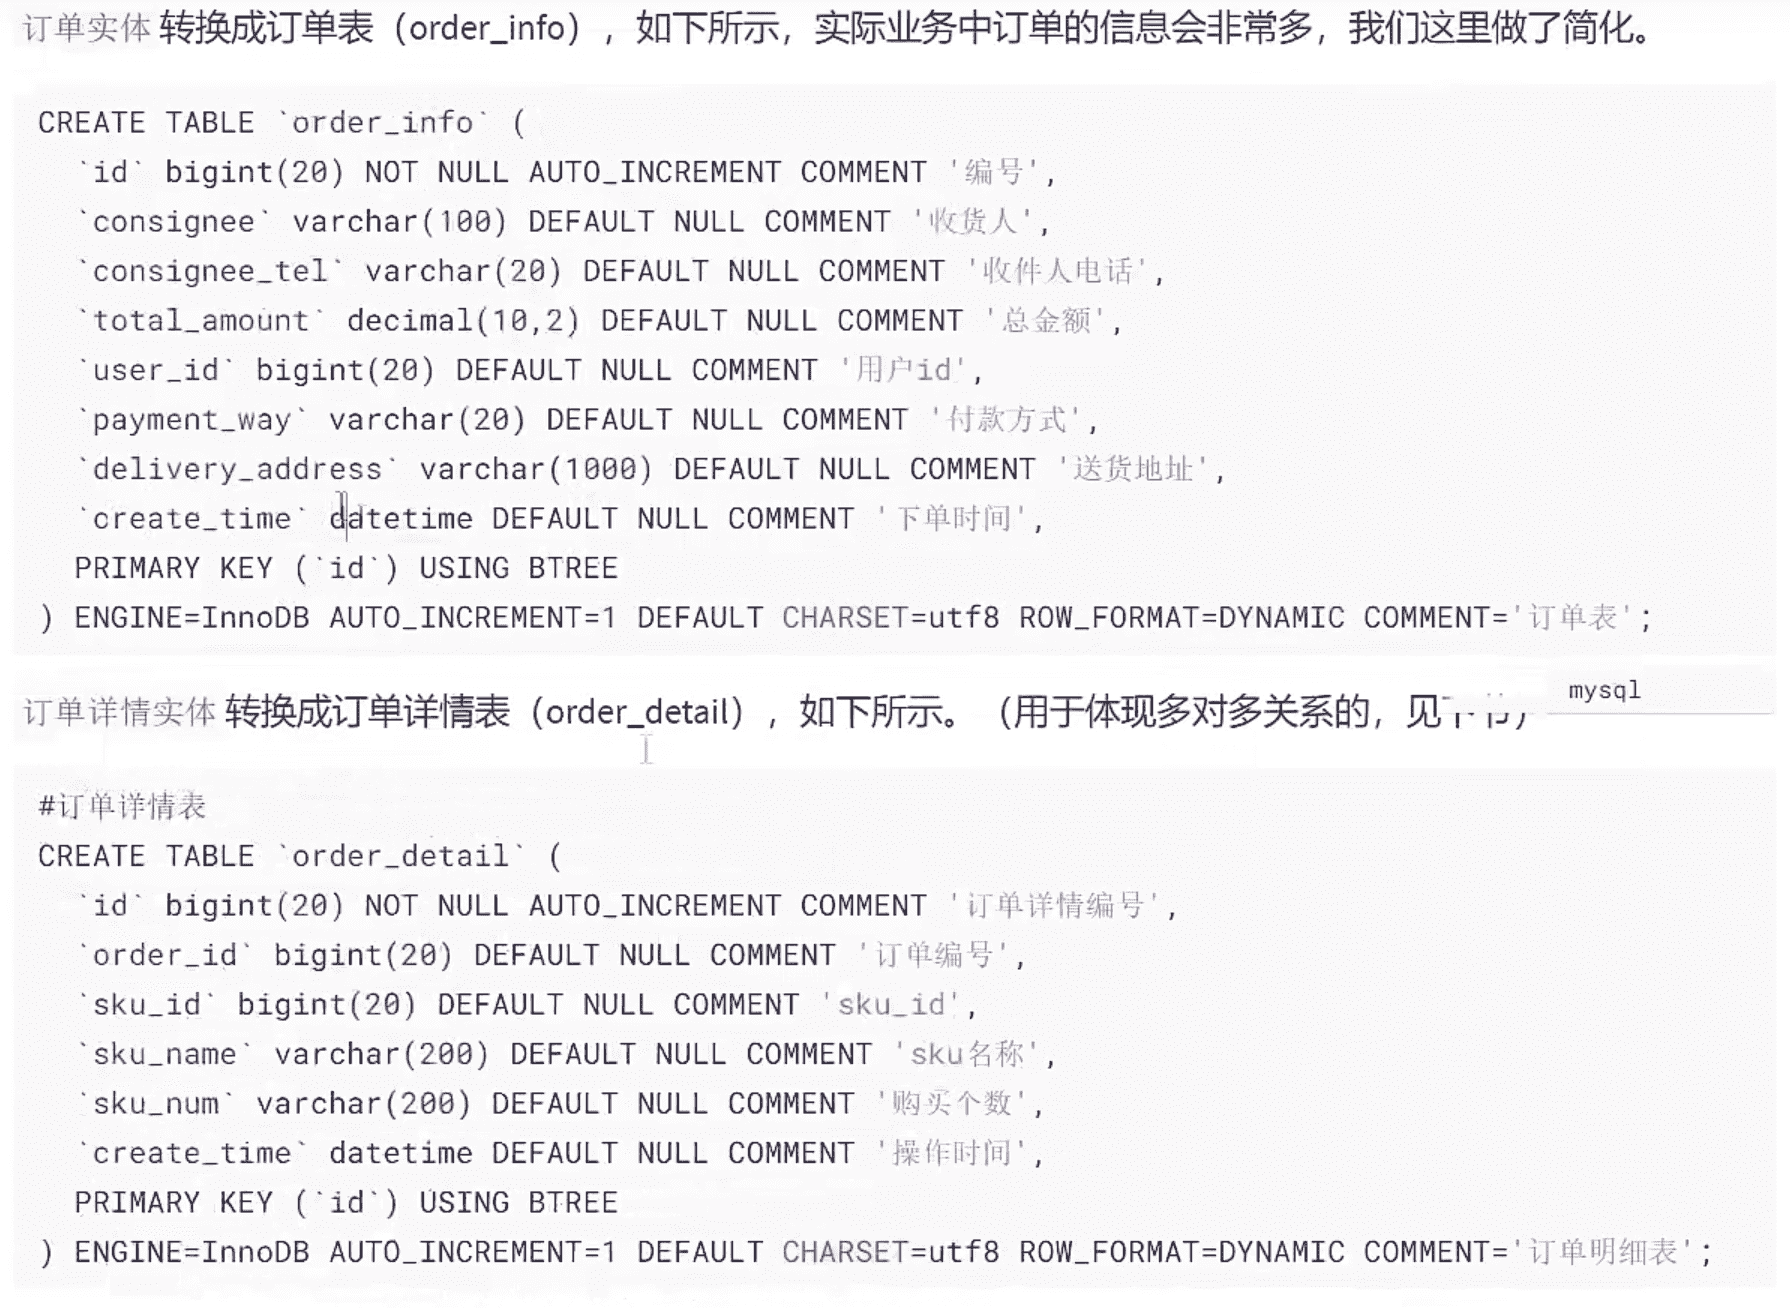 订单实体 转换成订单表（order_info），如下所示，实际业务中订单的信息会非常多，我们这里做了简化。
CREATE TABLE `order_info` (
`id` bigint(20) NOT NULL AUTO_INCREMENT COMMENT '编号',
`consignee` varchar(100) DEFAULT NULL COMMENT '收货人',
`consignee_tel` varchar(20) DEFAULT NULL COMMENT '收件人电话',
`total_amount` decimal(10,2) DEFAULT NULL COMMENT '总金额',
`user_id` bigint(20) DEFAULT NULL COMMENT '用户id',
`payment_way` varchar(20) DEFAULT NULL COMMENT '付款方式',
`delivery_address` varchar(1000) DEFAULT NULL COMMENT '送货地址',
`create_time` datetime DEFAULT NULL COMMENT '下单时间',
PRIMARY KEY (`id`) USING BTREE
) ENGINE=InnoDB AUTO_INCREMENT=1 DEFAULT CHARSET=utf8 ROW_FORMAT=DYNAMIC COMMENT='订单表';
mysql
订单详情实体 转换成订单详情表（order_detail），如下所示。（用于体现多对多关系的，见
#订单详情表
CREATE TABLE `order_detail` (
`id` bigint(20) NOT NULL AUTO_INCREMENT COMMENT '订单详情编号',
`order_id` bigint(20) DEFAULT NULL COMMENT '订单编号',
`sku_id` bigint(20) DEFAULT NULL COMMENT 'sku_id',
`sku_name` varchar(200) DEFAULT NULL COMMENT 'sku名称',
`sku_num` varchar(200) DEFAULT NULL COMMENT '购买个数',
`create_time` datetime DEFAULT NULL COMMENT '操作时间',
PRIMARY KEY (`id`) USING BTREE
) ENGINE=InnoDB AUTO_INCREMENT=1 DEFAULT CHARSET=utf8 ROW_FORMAT=DYNAMIC COMMENT='订单明细表';